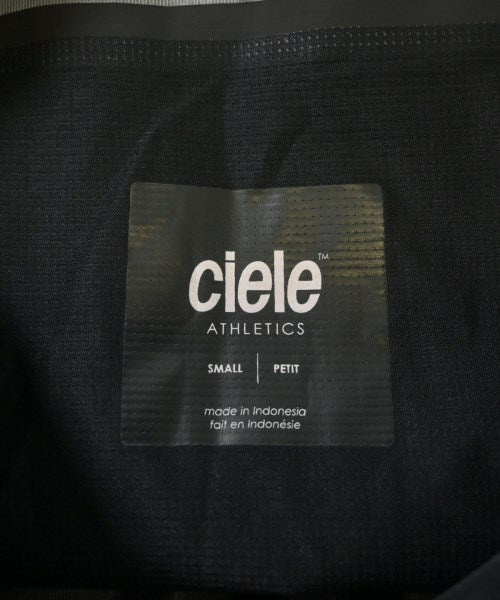 ciele™
ATHLETICS
SMALL | PETIT
made in Indonesia
fait en Indonésie